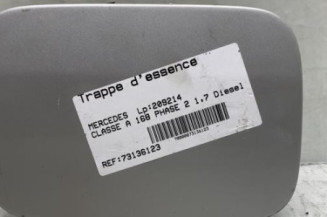 Trappe d'essence
MERCEDES Lp:209214
CLASSE A 168 PHASE 2 1.7 Diesel
REF:73136123